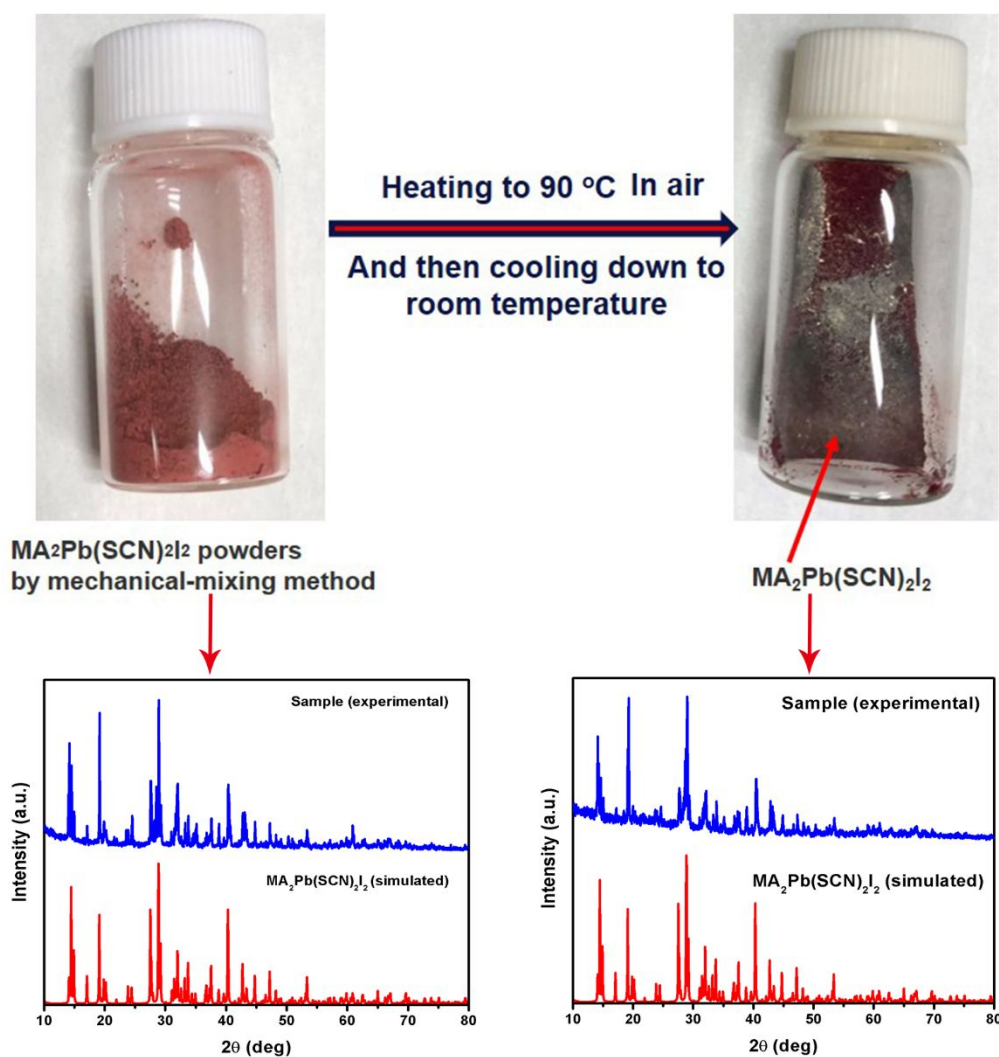 Heating to 90 °C In air
And then cooling down to
room temperature
MA2Pb(SCN)2I2 powders
by mechanical-mixing method
MA₂Pb(SCN)₂I₂
Sample (experimental)
MA₂Pb(SCN)₂I₂ (simulated)
Intensity (a.u.)
10 20 30 40 50 60 70 80
2θ (deg)
Sample (experimental)
MA₂Pb(SCN)₂I₂ (simulated)
Intensity (a.u.)
10 20 30 40 50 60 70 80
2θ (deg)